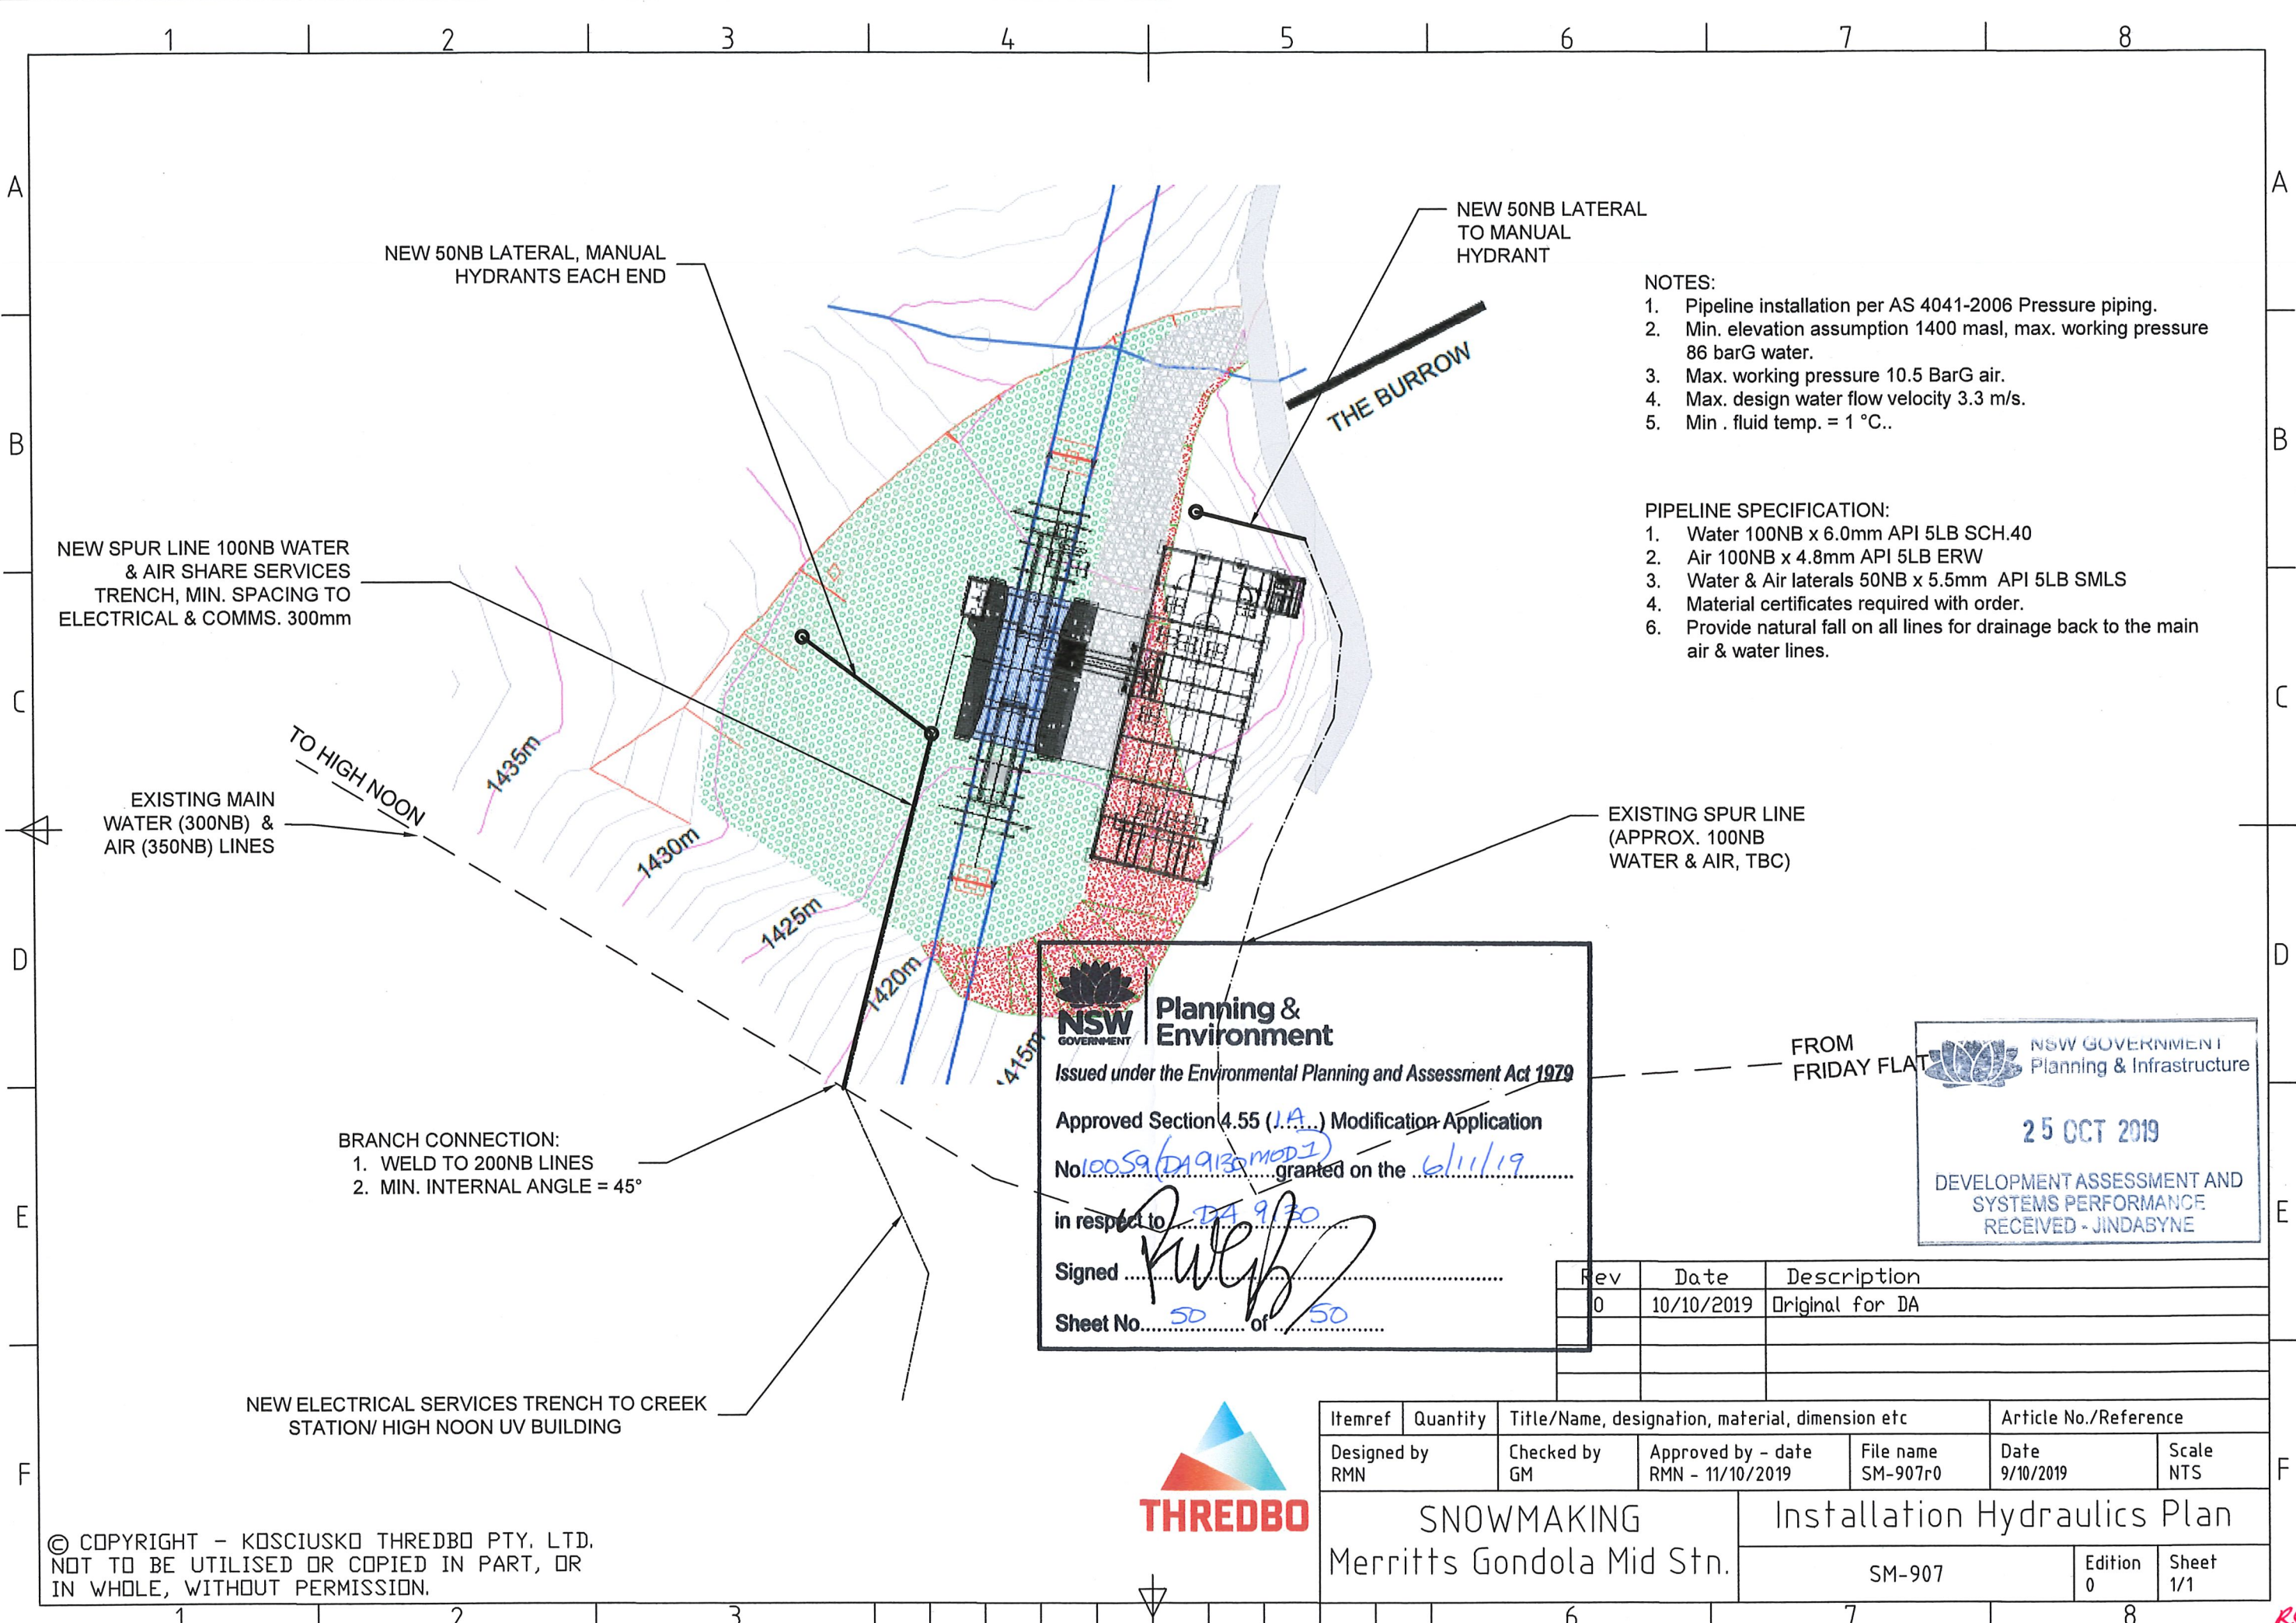 1 2 3 4 5 6 7 8
A A
B B
C C
D D
E E
F F
NEW 50NB LATERAL, MANUAL
HYDRANTS EACH END
NEW 50NB LATERAL
TO MANUAL
HYDRANT
THE BURROW
NOTES:
1. Pipeline installation per AS 4041-2006 Pressure piping.
2. Min. elevation assumption 1400 masl, max. working pressure
86 barG water.
3. Max. working pressure 10.5 BarG air.
4. Max. design water flow velocity 3.3 m/s.
5. Min . fluid temp. = 1 °C..
PIPELINE SPECIFICATION:
1. Water 100NB x 6.0mm API 5LB SCH.40
2. Air 100NB x 4.8mm API 5LB ERW
3. Water & Air laterals 50NB x 5.5mm API 5LB SMLS
4. Material certificates required with order.
6. Provide natural fall on all lines for drainage back to the main
air & water lines.
NEW SPUR LINE 100NB WATER
& AIR SHARE SERVICES
TRENCH, MIN. SPACING TO
ELECTRICAL & COMMS. 300mm
TO HIGH NOON
EXISTING MAIN
WATER (300NB) &
AIR (350NB) LINES
1435m
1430m
1425m
1420m
1415m
EXISTING SPUR LINE
(APPROX. 100NB
WATER & AIR, TBC)
FROM
FRIDAY FLAT
BRANCH CONNECTION:
1. WELD TO 200NB LINES
2. MIN. INTERNAL ANGLE = 45°
NEW ELECTRICAL SERVICES TRENCH TO CREEK
STATION/ HIGH NOON UV BUILDING
NSW
GOVERNMENT
Planning &
Environment
Issued under the Environmental Planning and Assessment Act 1979
Approved Section 4.55 (1A) Modification Application
No 10059 (DA 9130 MOD 1) granted on the 6/11/19
in respect to DA 9130
Signed
Sheet No. 50 of 50
NSW GOVERNMENT
Planning & Infrastructure
25 OCT 2019
DEVELOPMENT ASSESSMENT AND
SYSTEMS PERFORMANCE
RECEIVED - JINDABYNE
Rev Date Description
0 10/10/2019 Original for DA
Itemref Quantity Title/Name, designation, material, dimension etc Article No./Reference
Designed by Checked by Approved by - date File name Date Scale
RMN GM RMN - 11/10/2019 SM-907r0 9/10/2019 NTS
SNOWMAKING
Merritts Gondola Mid Stn.
Installation Hydraulics Plan
SM-907
Edition Sheet
0 1/1
THREDBO
© COPYRIGHT - KOSCIUSKO THREDBO PTY. LTD.
NOT TO BE UTILISED OR COPIED IN PART, OR
IN WHOLE, WITHOUT PERMISSION.
1 2 3 6 7 8